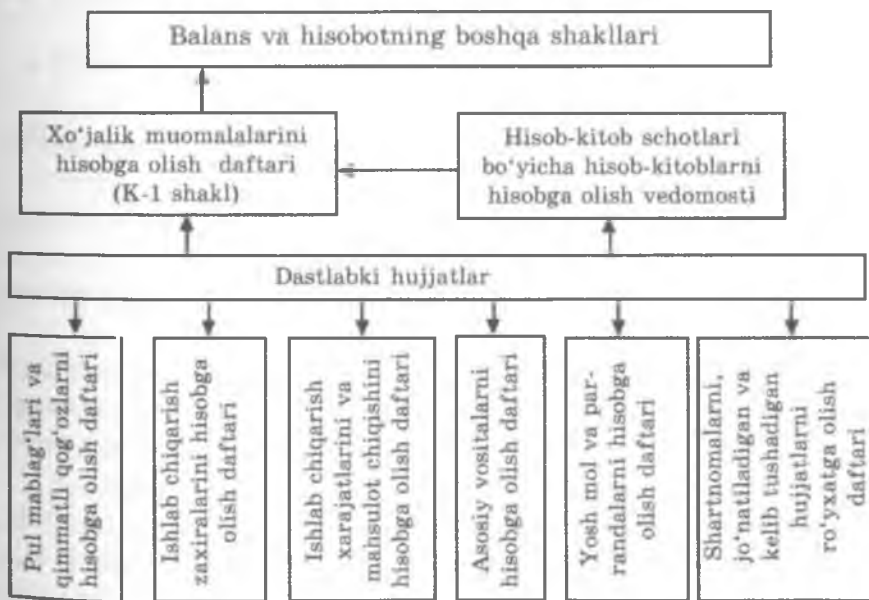 Balans va hisobotning boshqa shakllari
Xo‘jalik muomalalarini
hisobga olish daftari
(K-1 shakl)
Hisob-kitob schotlari
bo‘yicha hisob-kitoblarni
hisobga olish vedomosti
Dastlabki hujjatlar
Pul mablag‘lari va
qimmatli qog‘ozlarni
hisobga olish daftari
Ishlab chiqarish
zaxiralarini hisobga
olish daftari
Ishlab chiqarish
xarajatlarini va
mahsulot chiqishini
hisobga olish daftari
Asosiy vositalarni
hisobga olish daftari
Yosh mol va par-
randalarni hisobga
olish daftari
Shartnomalarni,
jo‘natiladigan va
kelib tushadigan
hujjatlarni
ro‘yxatga olish
daftari